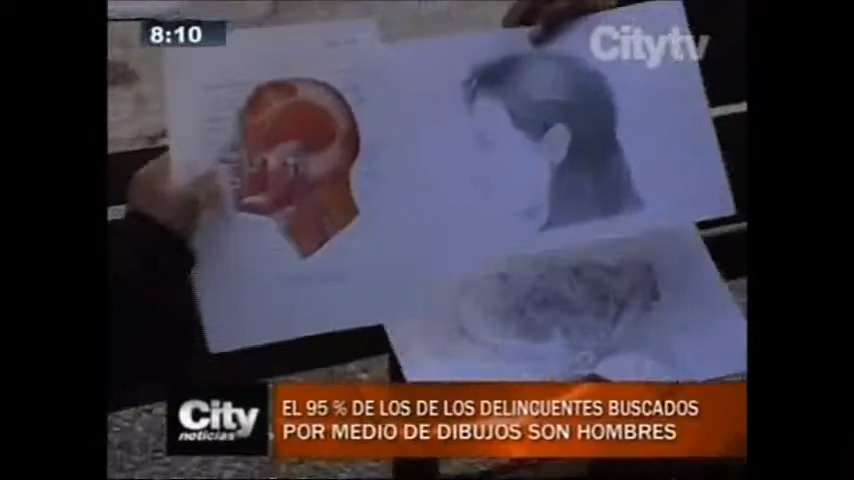 8:10
Citytv
City
noticias
EL 95 % DE LOS DE LOS DELINCUENTES BUSCADOS
POR MEDIO DE DIBUJOS SON HOMBRES